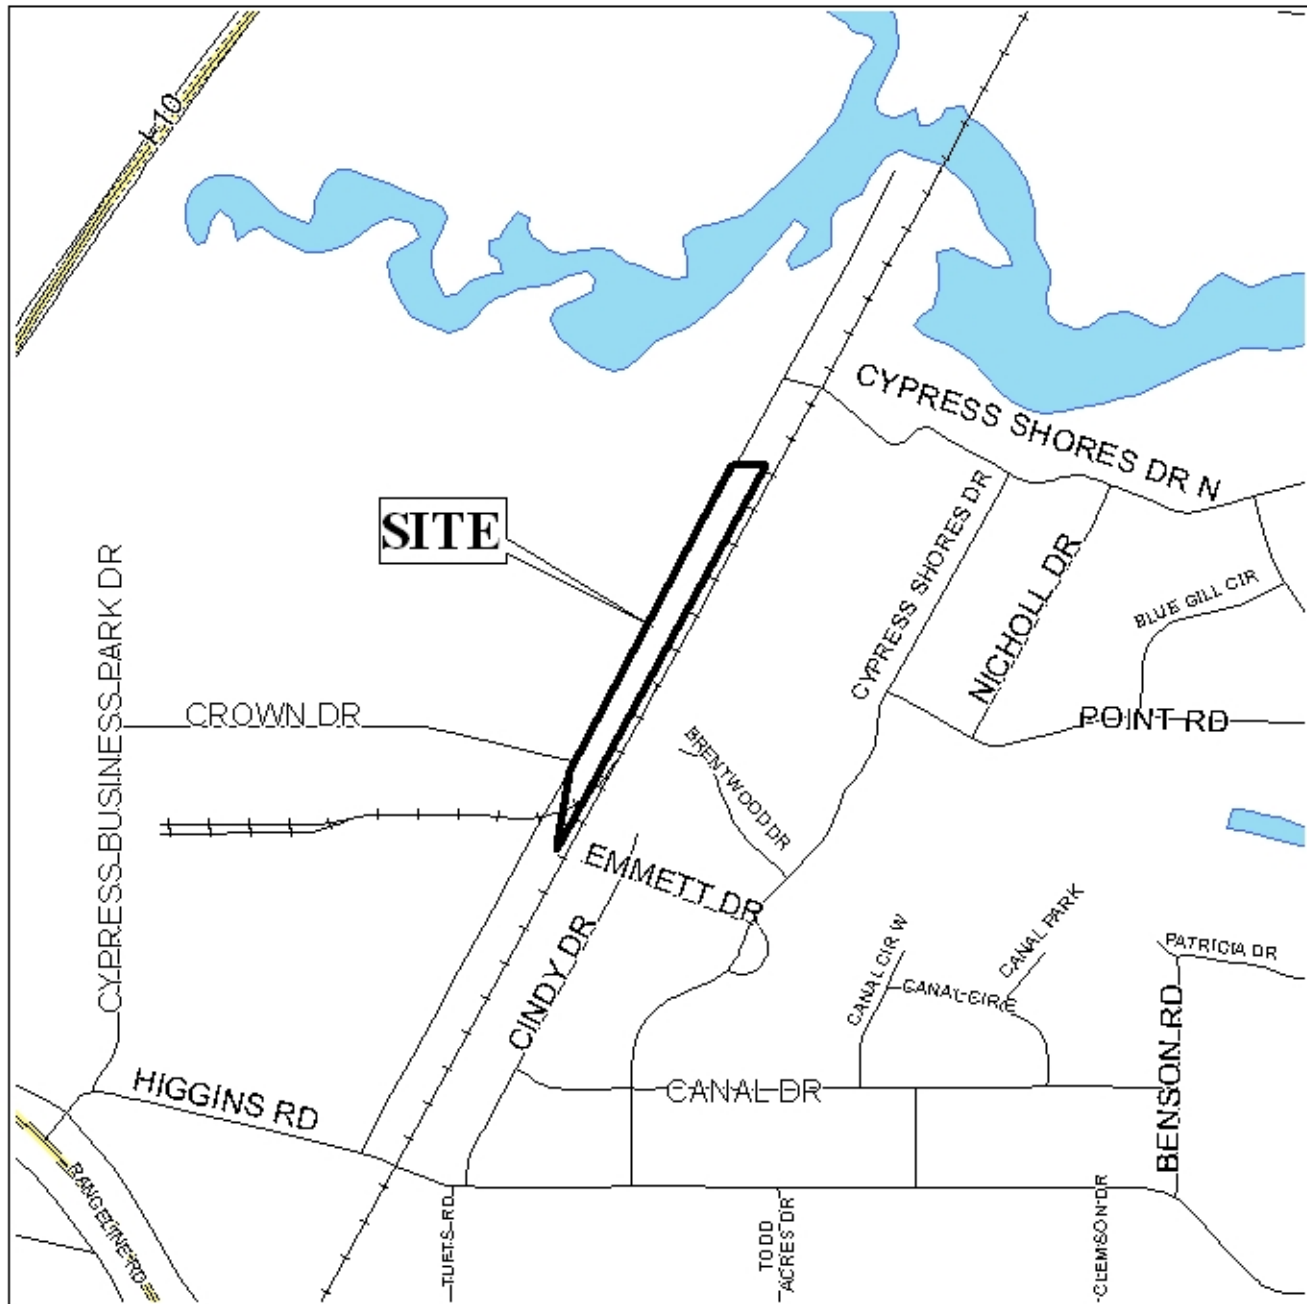 I-10
CYPRESS SHORES DR N
SITE
CYPRESS SHORES DR
NICHOLL DR
BLUE GILL CIR
CYPRESS BUSINESS PARK DR
CROWN DR
POINT RD
BRENTWOOD DR
EMMETT DR
CINDY DR
CANAL CIR W
CANAL PARK
CANAL CIR E
PATRICIA DR
BENSON RD
HIGGINS RD
CANAL DR
RANGELINE RD
TUFTS RD
TODD
ACRES DR
CLEMSON DR